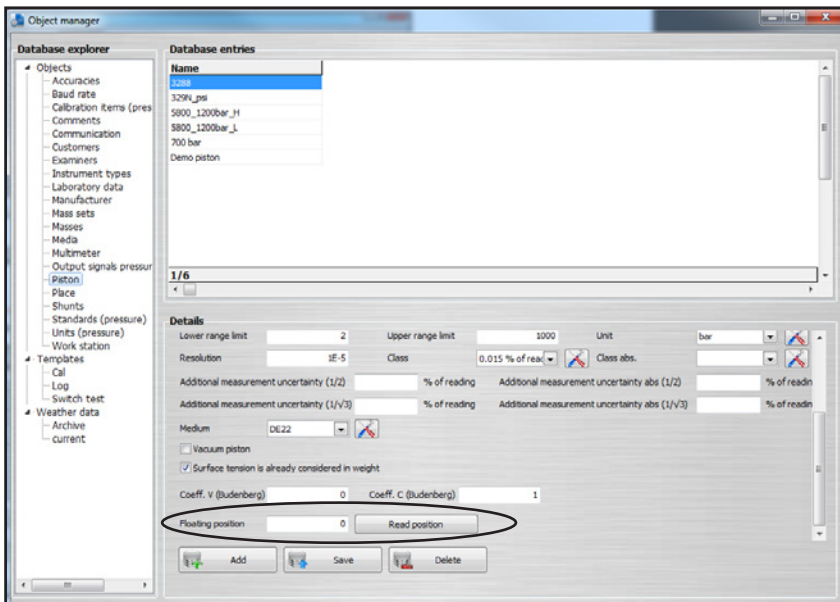 Object manager
Database explorer
Objects
Accuracies
Baud rate
Calibration items (pres
Comments
Communication
Customers
Examiners
Instrument types
Laboratory data
Manufacturer
Mass sets
Masses
Media
Multimeter
Output signals pressur
Piston
Place
Shunts
Standards (pressure)
Units (pressure)
Work station
Templates
Cal
Log
Switch test
Weather data
Archive
current
Database entries
Name
3288
329N_psi
5800_1200bar_H
5800_1200bar_L
700 bar
Demo piston
1/6
Details
Lower range limit 2 Upper range limit 1000 Unit bar
Resolution 1E-5 Class 0.015 % of reac Class abs.
Additional measurement uncertainty (1/2) % of reading Additional measurement uncertainty abs (1/2) % of readin
Additional measurement uncertainty (1/√3) % of reading Additional measurement uncertainty abs (1/√3) % of readin
Medium DE22
Vacuum piston
Surface tension is already considered in weight
Coeff. V (Budenberg) 0 Coeff. C (Budenberg) 1
Floating position 0 Read position
Add Save Delete